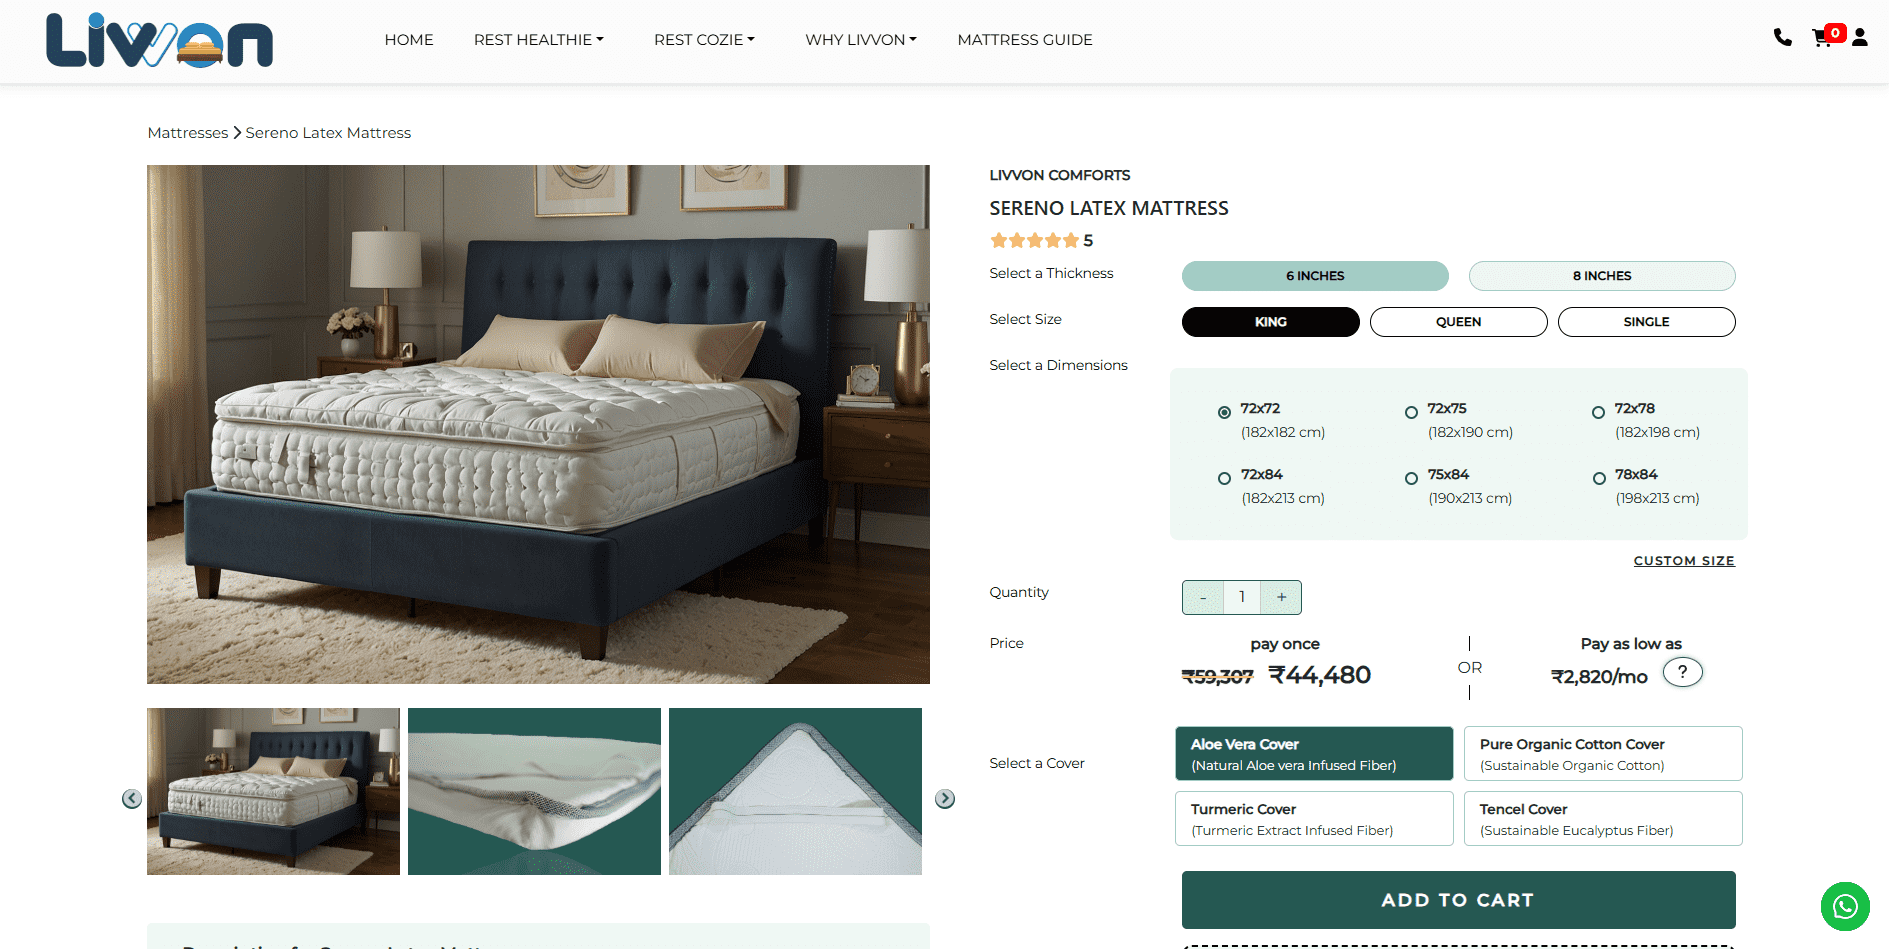 Livvon
HOME
REST HEALTHIE
REST COZIE
WHY LIVVON
MATTRESS GUIDE
0
Mattresses
Sereno Latex Mattress
LIVVON COMFORTS
SERENO LATEX MATTRESS
5
Select a Thickness
6 INCHES
8 INCHES
Select Size
KING
QUEEN
SINGLE
Select a Dimensions
72x72
(182x182 cm)
72x75
(182x190 cm)
72x78
(182x198 cm)
72x84
(182x213 cm)
75x84
(190x213 cm)
78x84
(198x213 cm)
CUSTOM SIZE
Quantity
- 1 +
Price
pay once
₹59,307 ₹44,480
OR
Pay as low as
₹2,820/mo ?
Select a Cover
Aloe Vera Cover
(Natural Aloe vera Infused Fiber)
Pure Organic Cotton Cover
(Sustainable Organic Cotton)
Turmeric Cover
(Turmeric Extract Infused Fiber)
Tencel Cover
(Sustainable Eucalyptus Fiber)
ADD TO CART